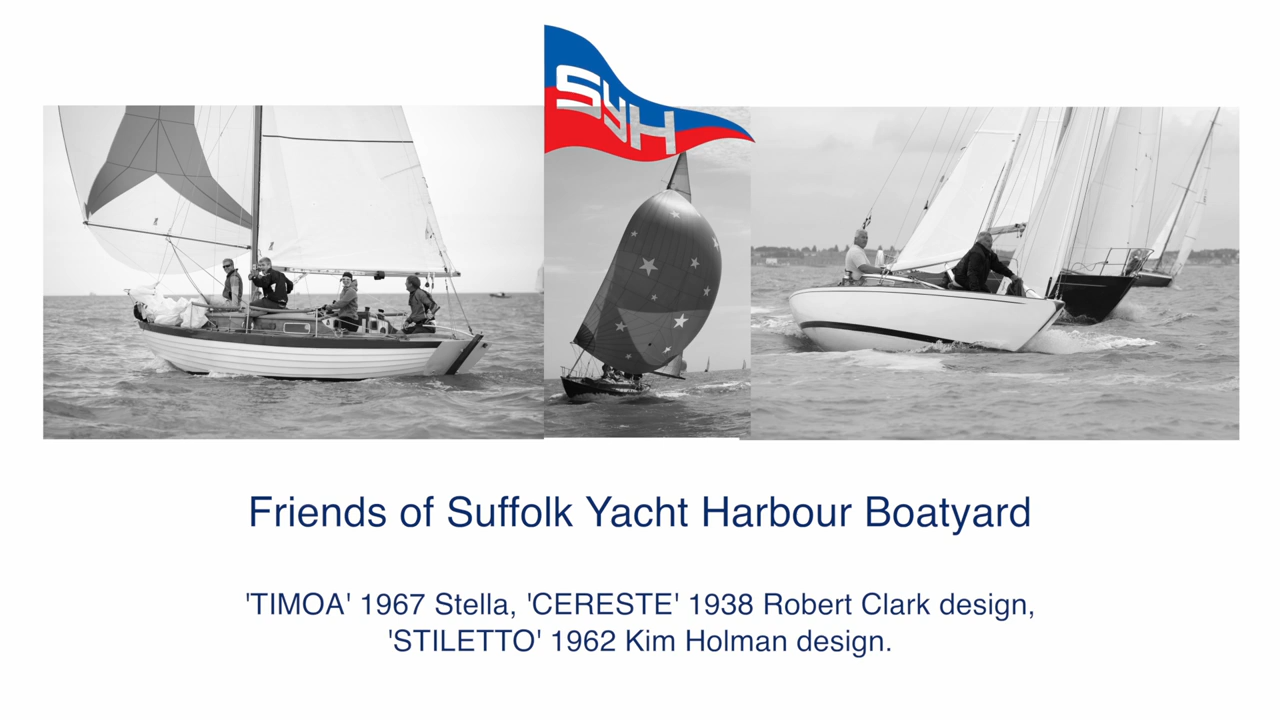 SYH
Friends of Suffolk Yacht Harbour Boatyard
'TIMOA' 1967 Stella, 'CERESTE' 1938 Robert Clark design,
'STILETTO' 1962 Kim Holman design.